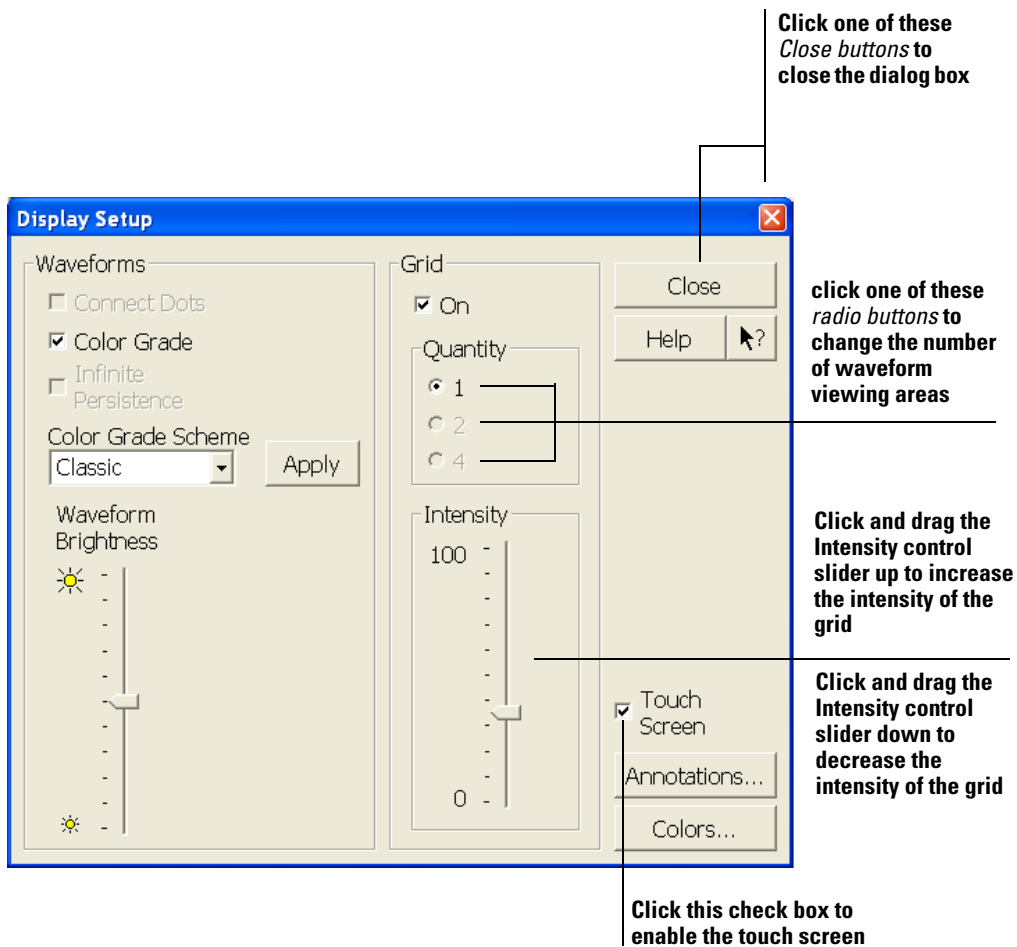 Click one of these
Close buttons to
close the dialog box
Display Setup
Waveforms
Connect Dots
Color Grade
Infinite
Persistence
Color Grade Scheme
Classic
Apply
Waveform
Brightness
Grid
On
Quantity
1
2
4
Intensity
100
0
Close
Help
?
Touch
Screen
Annotations...
Colors...
click one of these
radio buttons to
change the number
of waveform
viewing areas
Click and drag the
Intensity control
slider up to increase
the intensity of the
grid
Click and drag the
Intensity control
slider down to
decrease the
intensity of the grid
Click this check box to
enable the touch screen